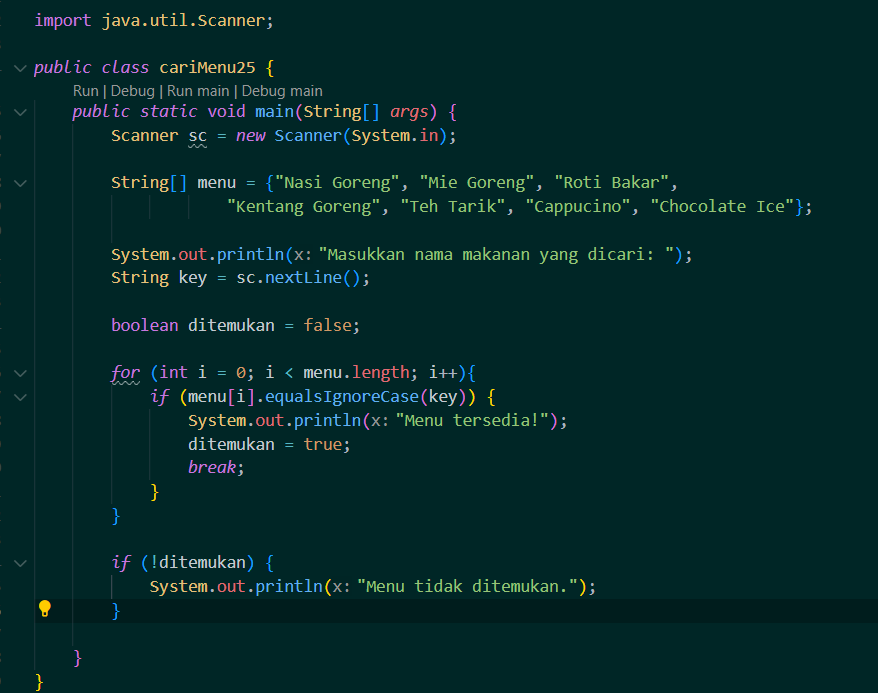 import java.util.Scanner;
public class cariMenu25 {
Run | Debug | Run main | Debug main
public static void main(String[] args) {
Scanner sc = new Scanner(System.in);
String[] menu = {"Nasi Goreng", "Mie Goreng", "Roti Bakar",
"Kentang Goreng", "Teh Tarik", "Cappucino", "Chocolate Ice"};
System.out.println(x: "Masukkan nama makanan yang dicari: ");
String key = sc.nextLine();
boolean ditemukan = false;
for (int i = 0; i < menu.length; i++){
if (menu[i].equalsIgnoreCase(key)) {
System.out.println(x: "Menu tersedia!");
ditemukan = true;
break;
}
}
if (!ditemukan) {
System.out.println(x: "Menu tidak ditemukan.");
}
}
}